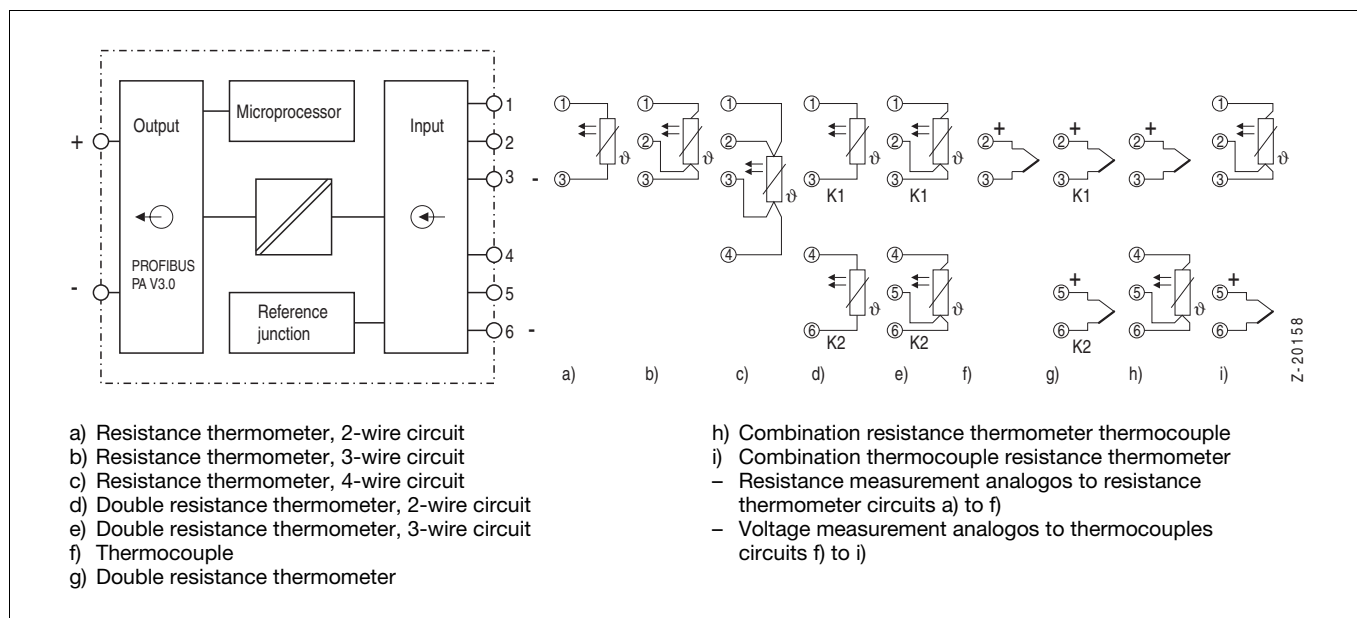 Output
Microprocessor
Input
PROFIBUS
PA V3.0
Reference
junction
+
-
1
2
3 -
4
5
6 -
1 1 1 1 1 1
2 2 2 + 2 + 2 + 2 2
3 3 3 3 3 3 3 3 3
ϑ ϑ ϑ ϑ ϑ ϑ
K1 K1 K1
4 4 4 4
5 + 5 5 + 5
6 6 6 6 6
ϑ ϑ ϑ
K2 K2 K2
a) b) c) d) e) f) g) h) i)
Z-20158
a) Resistance thermometer, 2-wire circuit
b) Resistance thermometer, 3-wire circuit
c) Resistance thermometer, 4-wire circuit
d) Double resistance thermometer, 2-wire circuit
e) Double resistance thermometer, 3-wire circuit
f) Thermocouple
g) Double resistance thermometer
h) Combination resistance thermometer thermocouple
i) Combination thermocouple resistance thermometer
– Resistance measurement analogos to resistance
thermometer circuits a) to f)
– Voltage measurement analogos to thermocouples
circuits f) to i)